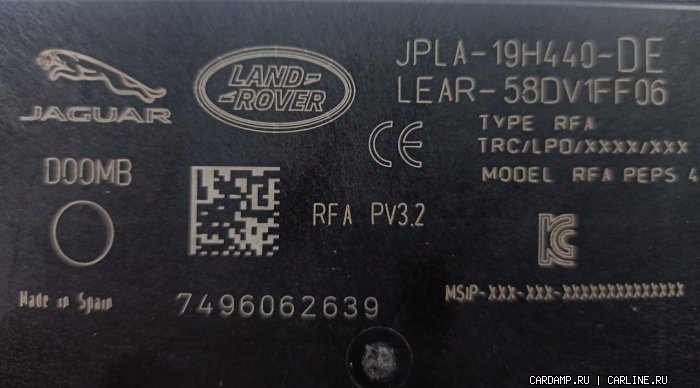 JAGUAR
LAND-
-ROVER
JPLA-19H440-DE
LEAR-58DV1FF06
TYPE RFA
TRC/LPD/XXXX/XXX
MODEL RFA PEPS 4
CE
D00MB
RFA PV3.2
Made in Spain
7496062639
MSIP-XXX-XXX-XXXXXXXXXXXXXX
CARDAMP.RU | CARLINE.RU